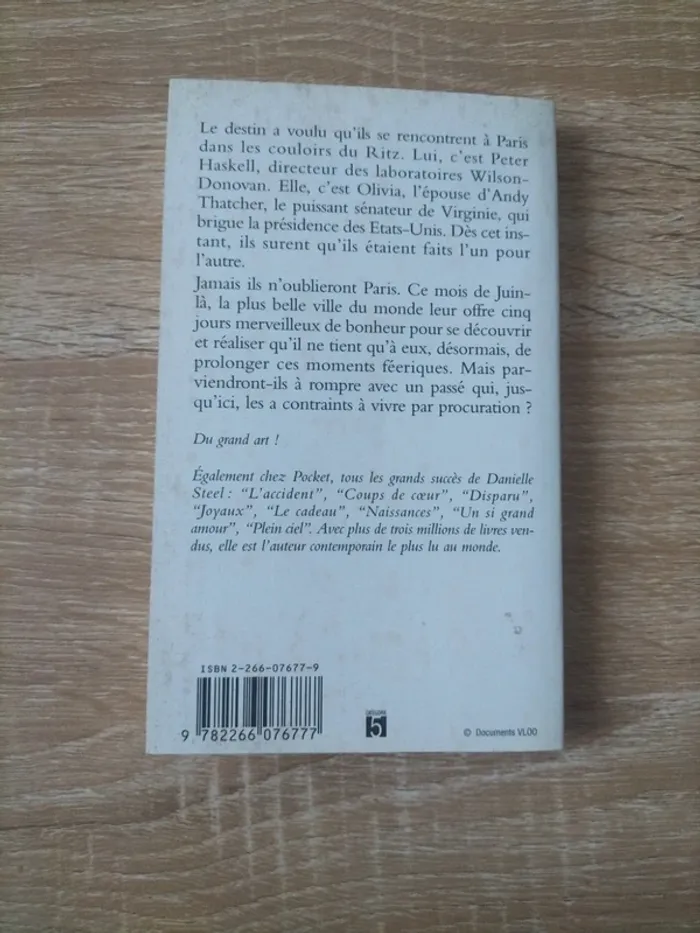 Le destin a voulu qu'ils se rencontrent à Paris
dans les couloirs du Ritz. Lui, c'est Peter
Haskell, directeur des laboratoires Wilson-
Donovan. Elle, c'est Olivia, l'épouse d'Andy
Thatcher, le puissant sénateur de Virginie, qui
brigue la présidence des Etats-Unis. Dès cet ins-
tant, ils surent qu'ils étaient faits l'un pour
l'autre.
Jamais ils n'oublieront Paris. Ce mois de Juin-
là, la plus belle ville du monde leur offre cinq
jours merveilleux de bonheur pour se découvrir
et réaliser qu'il ne tient qu'à eux, désormais, de
prolonger ces moments féeriques. Mais par-
viendront-ils à rompre avec un passé qui, jus-
qu'ici, les a contraints à vivre par procuration ?
Du grand art !
Également chez Pocket, tous les grands succès de Danielle
Steel : “L'accident”, “Coups de cœur”, “Disparu”,
“Joyaux”, “Le cadeau”, “Naissances”, “Un si grand
amour”, “Plein ciel”. Avec plus de trois millions de livres ven-
dus, elle est l'auteur contemporain le plus lu au monde.
ISBN 2-266-07677-9
9 782266 076777
CATÉGORIE
5
© Documents VLOO